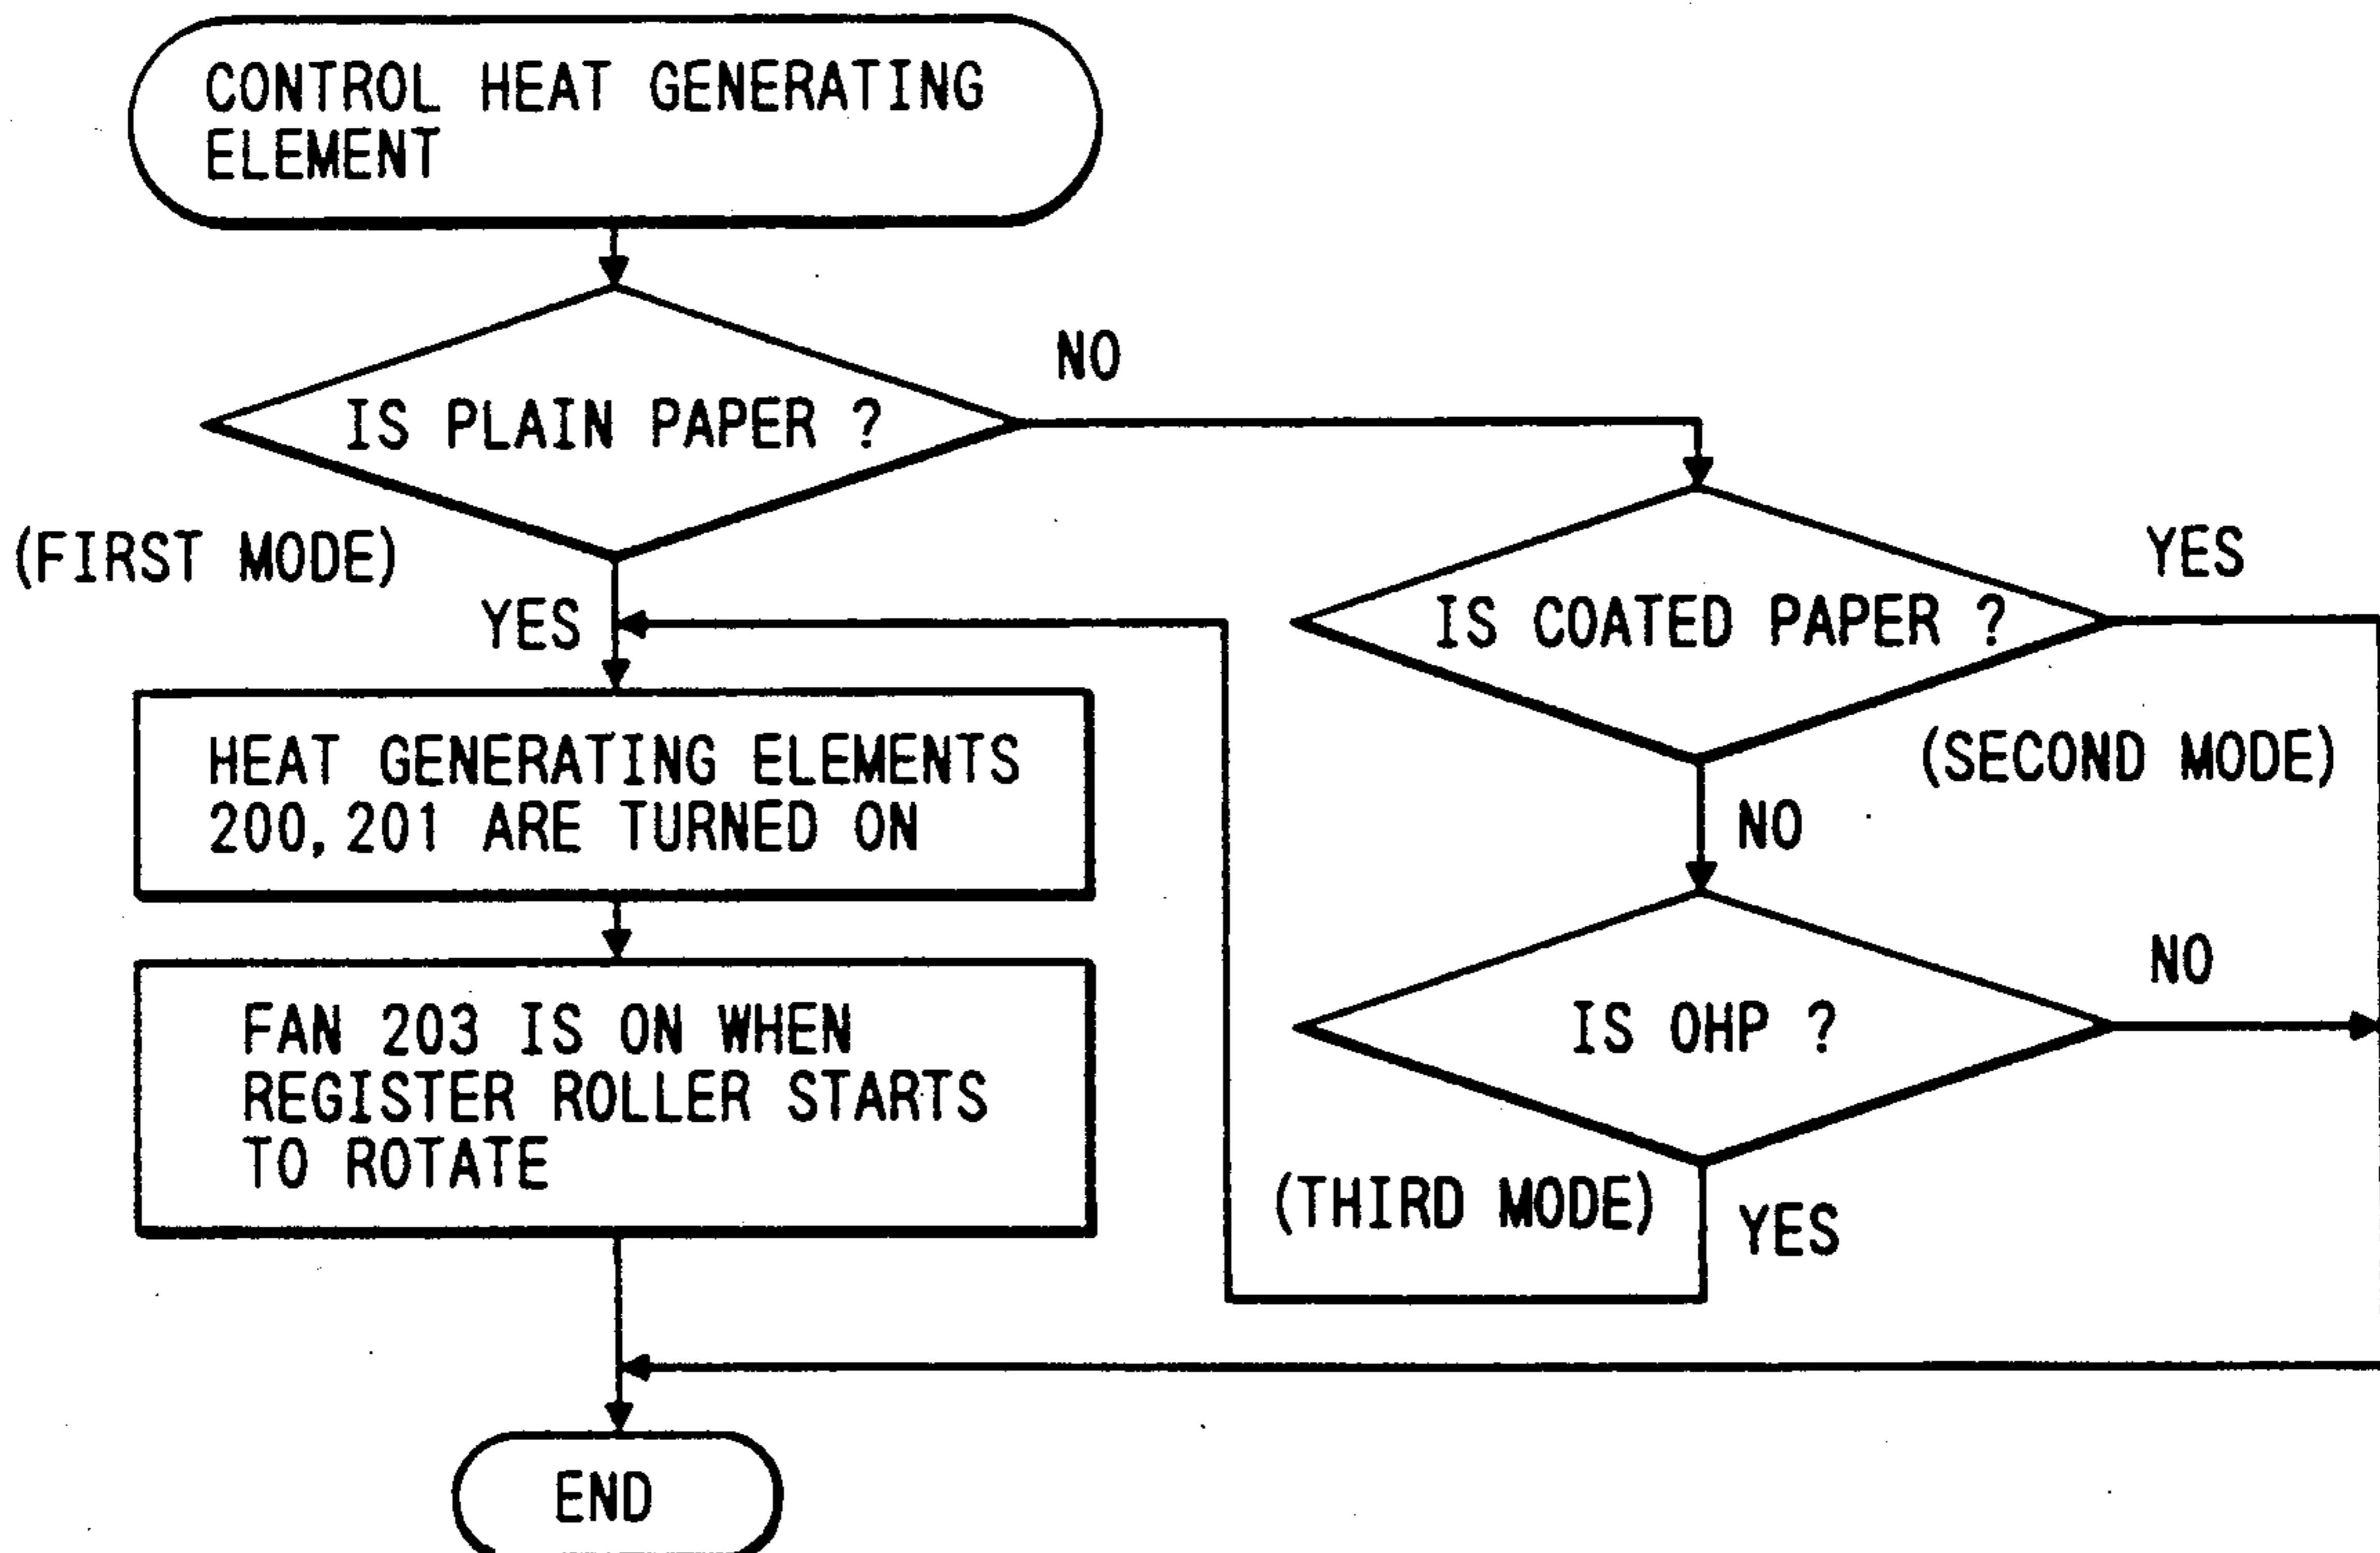 CONTROL HEAT GENERATING
ELEMENT
IS PLAIN PAPER ?
NO
(FIRST MODE)
YES
IS COATED PAPER ?
YES
(SECOND MODE)
NO
HEAT GENERATING ELEMENTS
200, 201 ARE TURNED ON
FAN 203 IS ON WHEN
REGISTER ROLLER STARTS
TO ROTATE
IS OHP ?
NO
(THIRD MODE)
YES
END